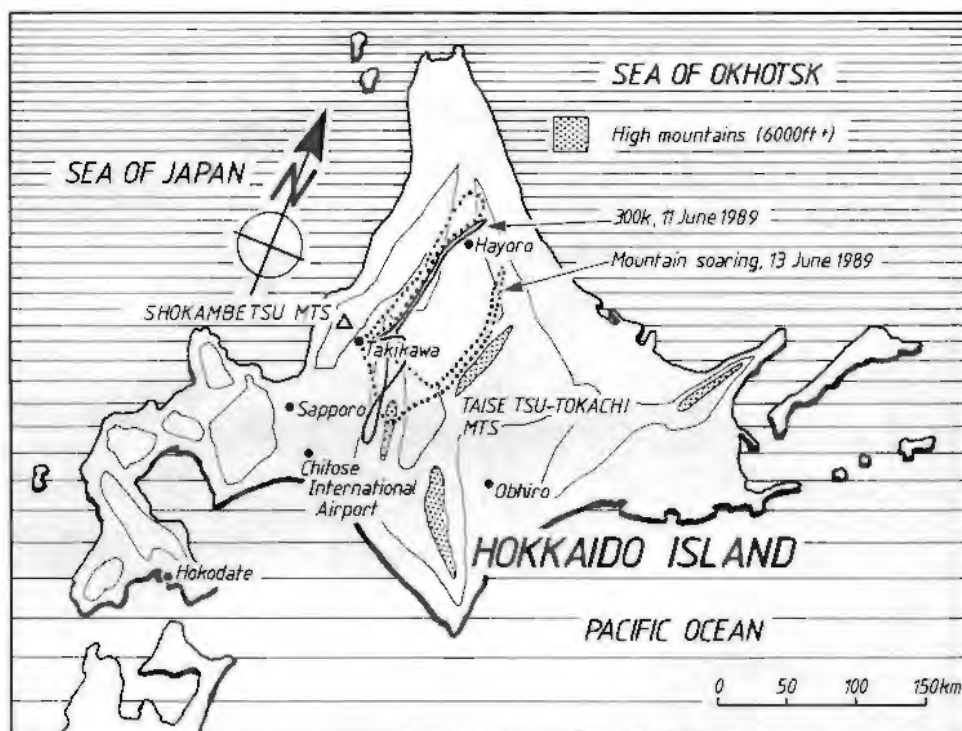 SEA OF OKHOTSK
High mountains (6000ft+)
SEA OF JAPAN
N
300k, 11 June 1989
Hayoro
Mountain soaring, 13 June 1989
SHOKAMBETSU MTS
Takikawa
Sapporo
TAISE TSU-TOKACHI
MTS
Chitose
International
Airport
Obhiro
HOKKAIDO ISLAND
Hokodate
PACIFIC OCEAN
0 50 100 150km